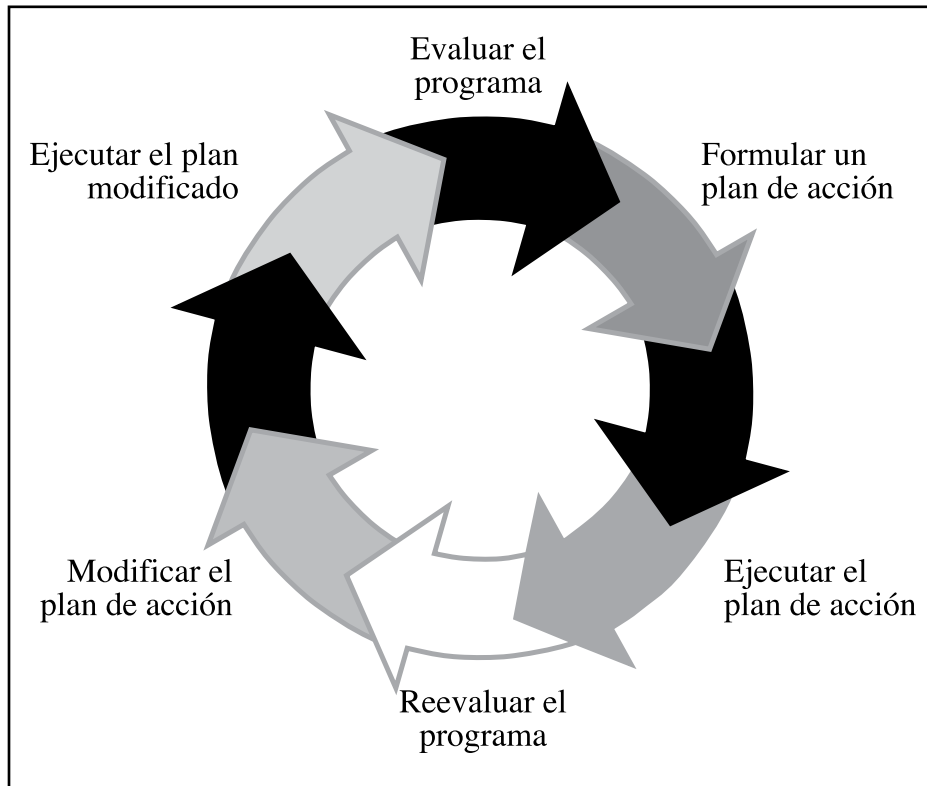 Evaluar el
programa
Formular un
plan de acción
Ejecutar el
plan de acción
Reevaluar el
programa
Modificar el
plan de acción
Ejecutar el plan
modificado